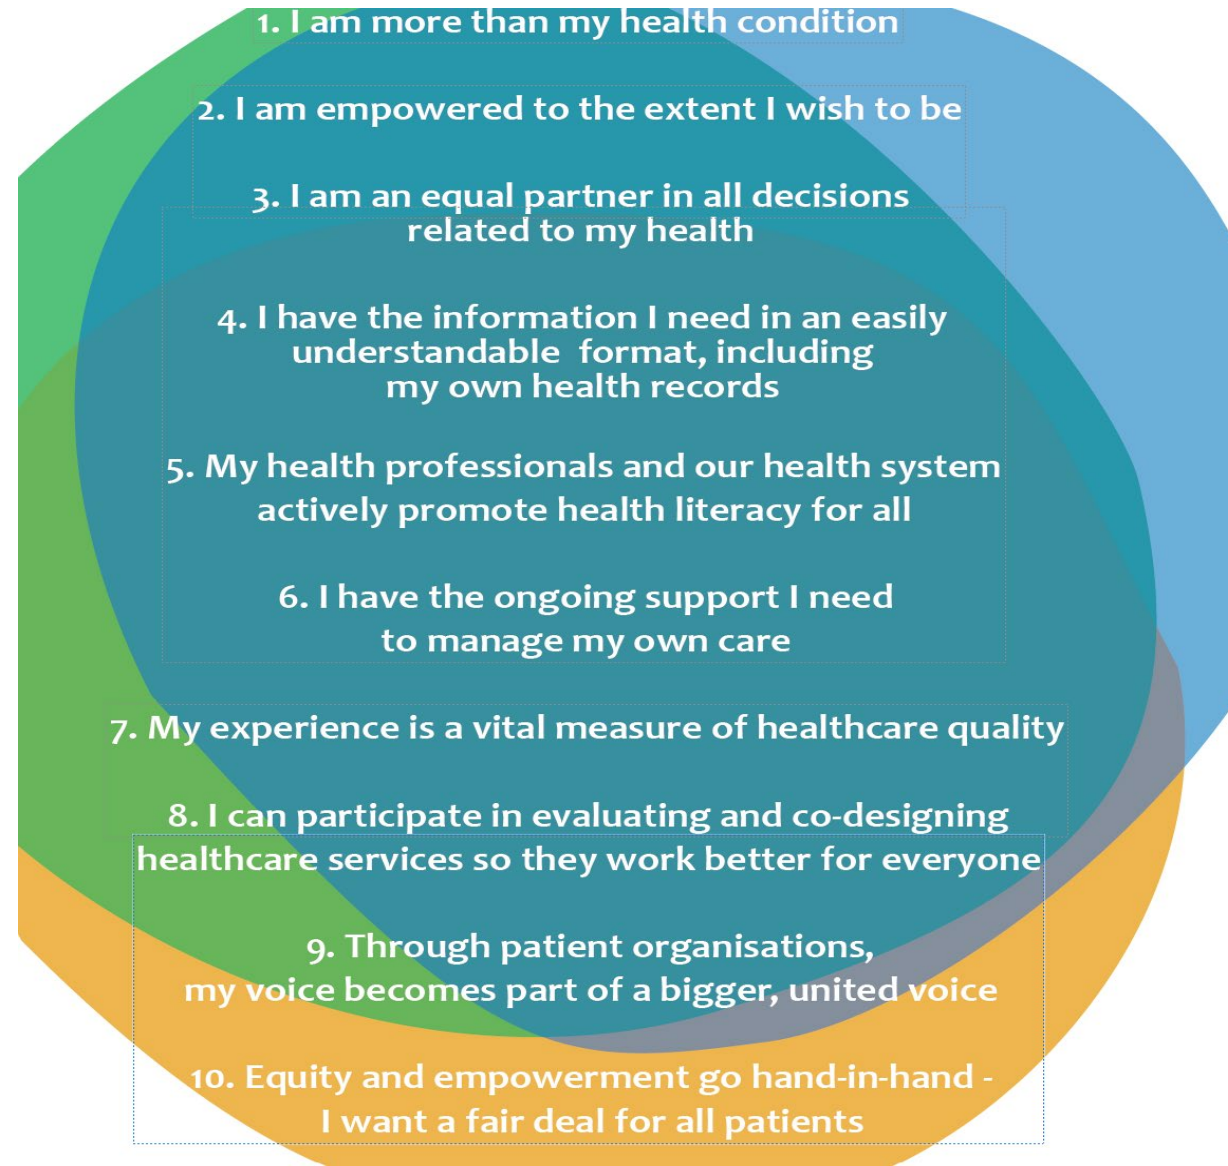 1. I am more than my health condition
2. I am empowered to the extent I wish to be
3. I am an equal partner in all decisions
related to my health
4. I have the information I need in an easily
understandable  format, including
my own health records
5. My health professionals and our health system
actively promote health literacy for all
6. I have the ongoing support I need
to manage my own care
7. My experience is a vital measure of healthcare quality
8. I can participate in evaluating and co-designing
healthcare services so they work better for everyone
9. Through patient organisations,
my voice becomes part of a bigger, united voice
10. Equity and empowerment go hand-in-hand -
I want a fair deal for all patients